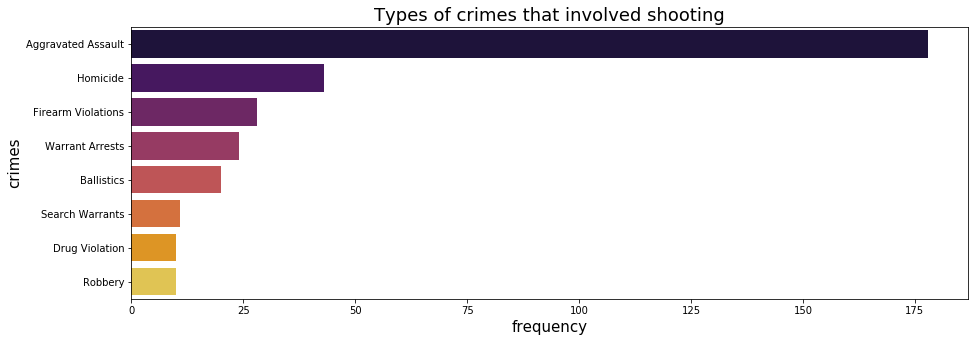 Types of crimes that involved shooting
crimes
Aggravated Assault
Homicide
Firearm Violations
Warrant Arrests
Ballistics
Search Warrants
Drug Violation
Robbery
0 25 50 75 100 125 150 175
frequency